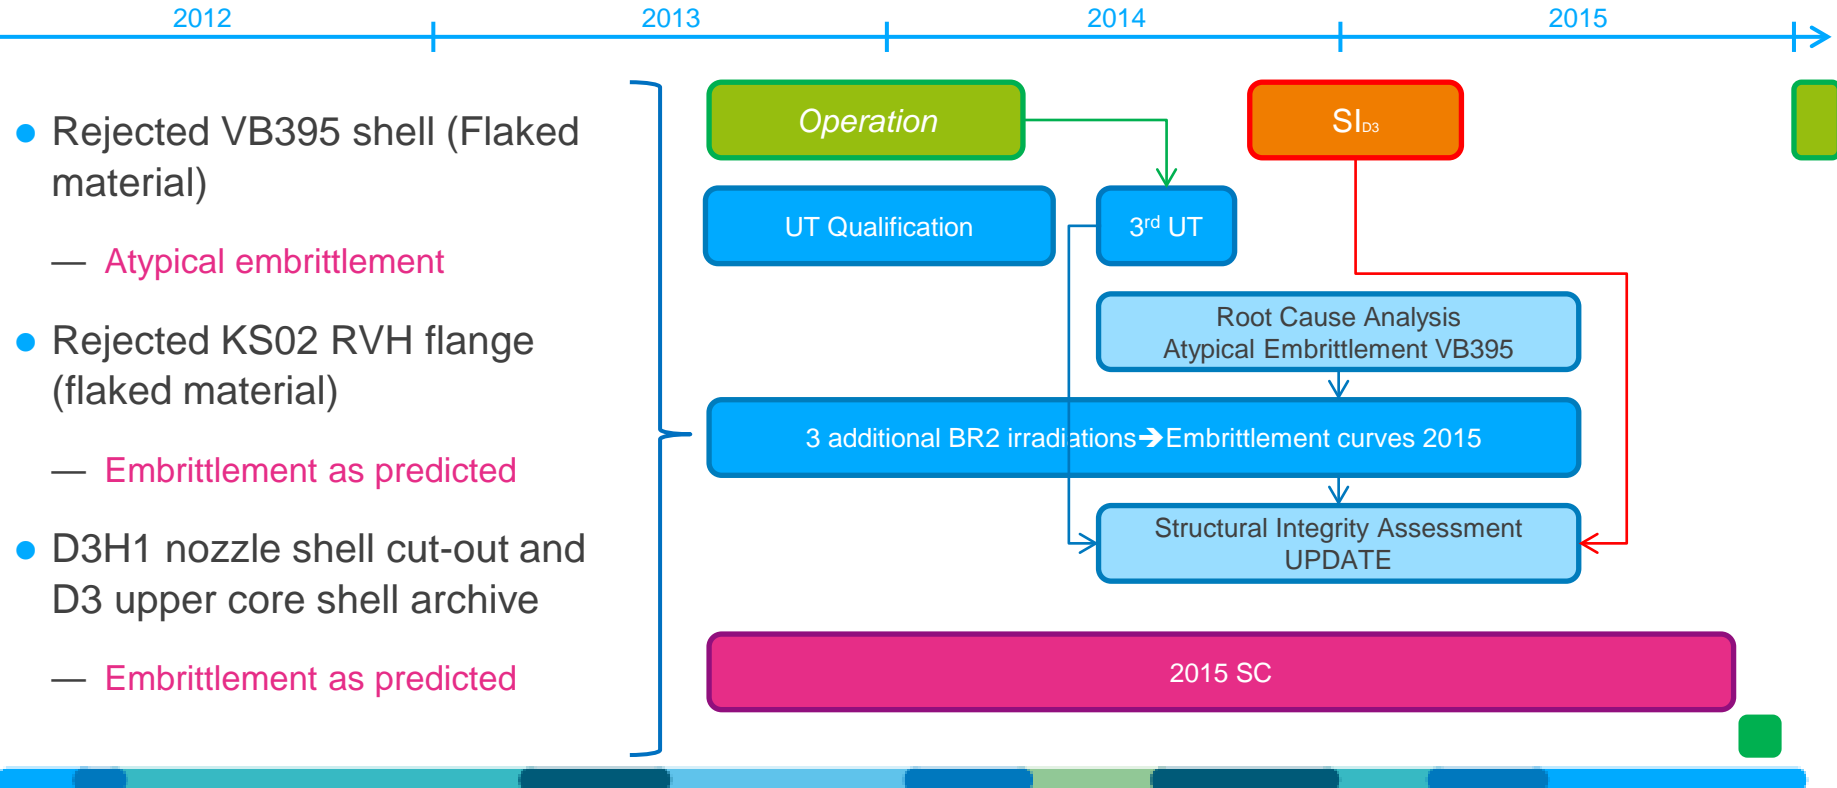 2012 2013 2014 2015
● Rejected VB395 shell (Flaked
material)
— Atypical embrittlement
● Rejected KS02 RVH flange
(flaked material)
— Embrittlement as predicted
● D3H1 nozzle shell cut-out and
D3 upper core shell archive
— Embrittlement as predicted
Operation
SID3
UT Qualification
3rd UT
Root Cause Analysis
Atypical Embrittlement VB395
3 additional BR2 irradiations➔Embrittlement curves 2015
Structural Integrity Assessment
UPDATE
2015 SC